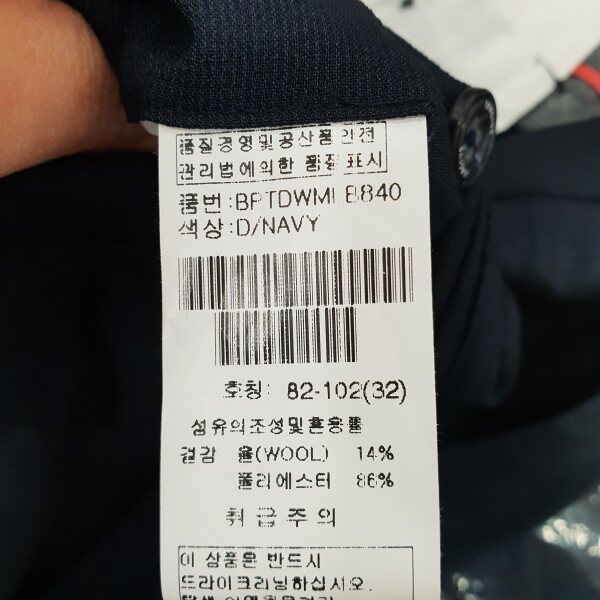 품질경영및공산품안전
관리법에의한 품질표시
품번:BPTDWMLB840
색상:D/NAVY
호칭: 82-102(32)
섬유의조성및혼용률
겉감 울(WOOL) 14%
폴리에스터 86%
취급주의
이 상품은 반드시
드라이크리닝하십시오.